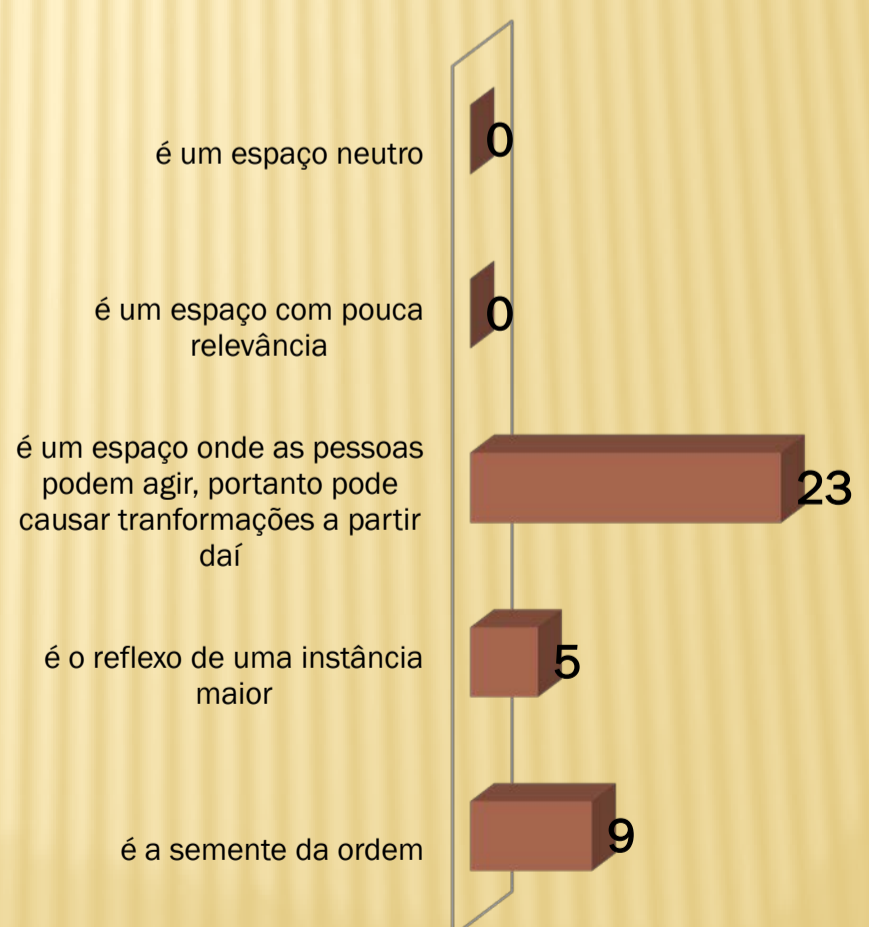 é um espaço neutro
0
é um espaço com pouca
relevância
0
é um espaço onde as pessoas
podem agir, portanto pode
causar tranformações a partir
daí
23
é o reflexo de uma instância
maior
5
é a semente da ordem
9